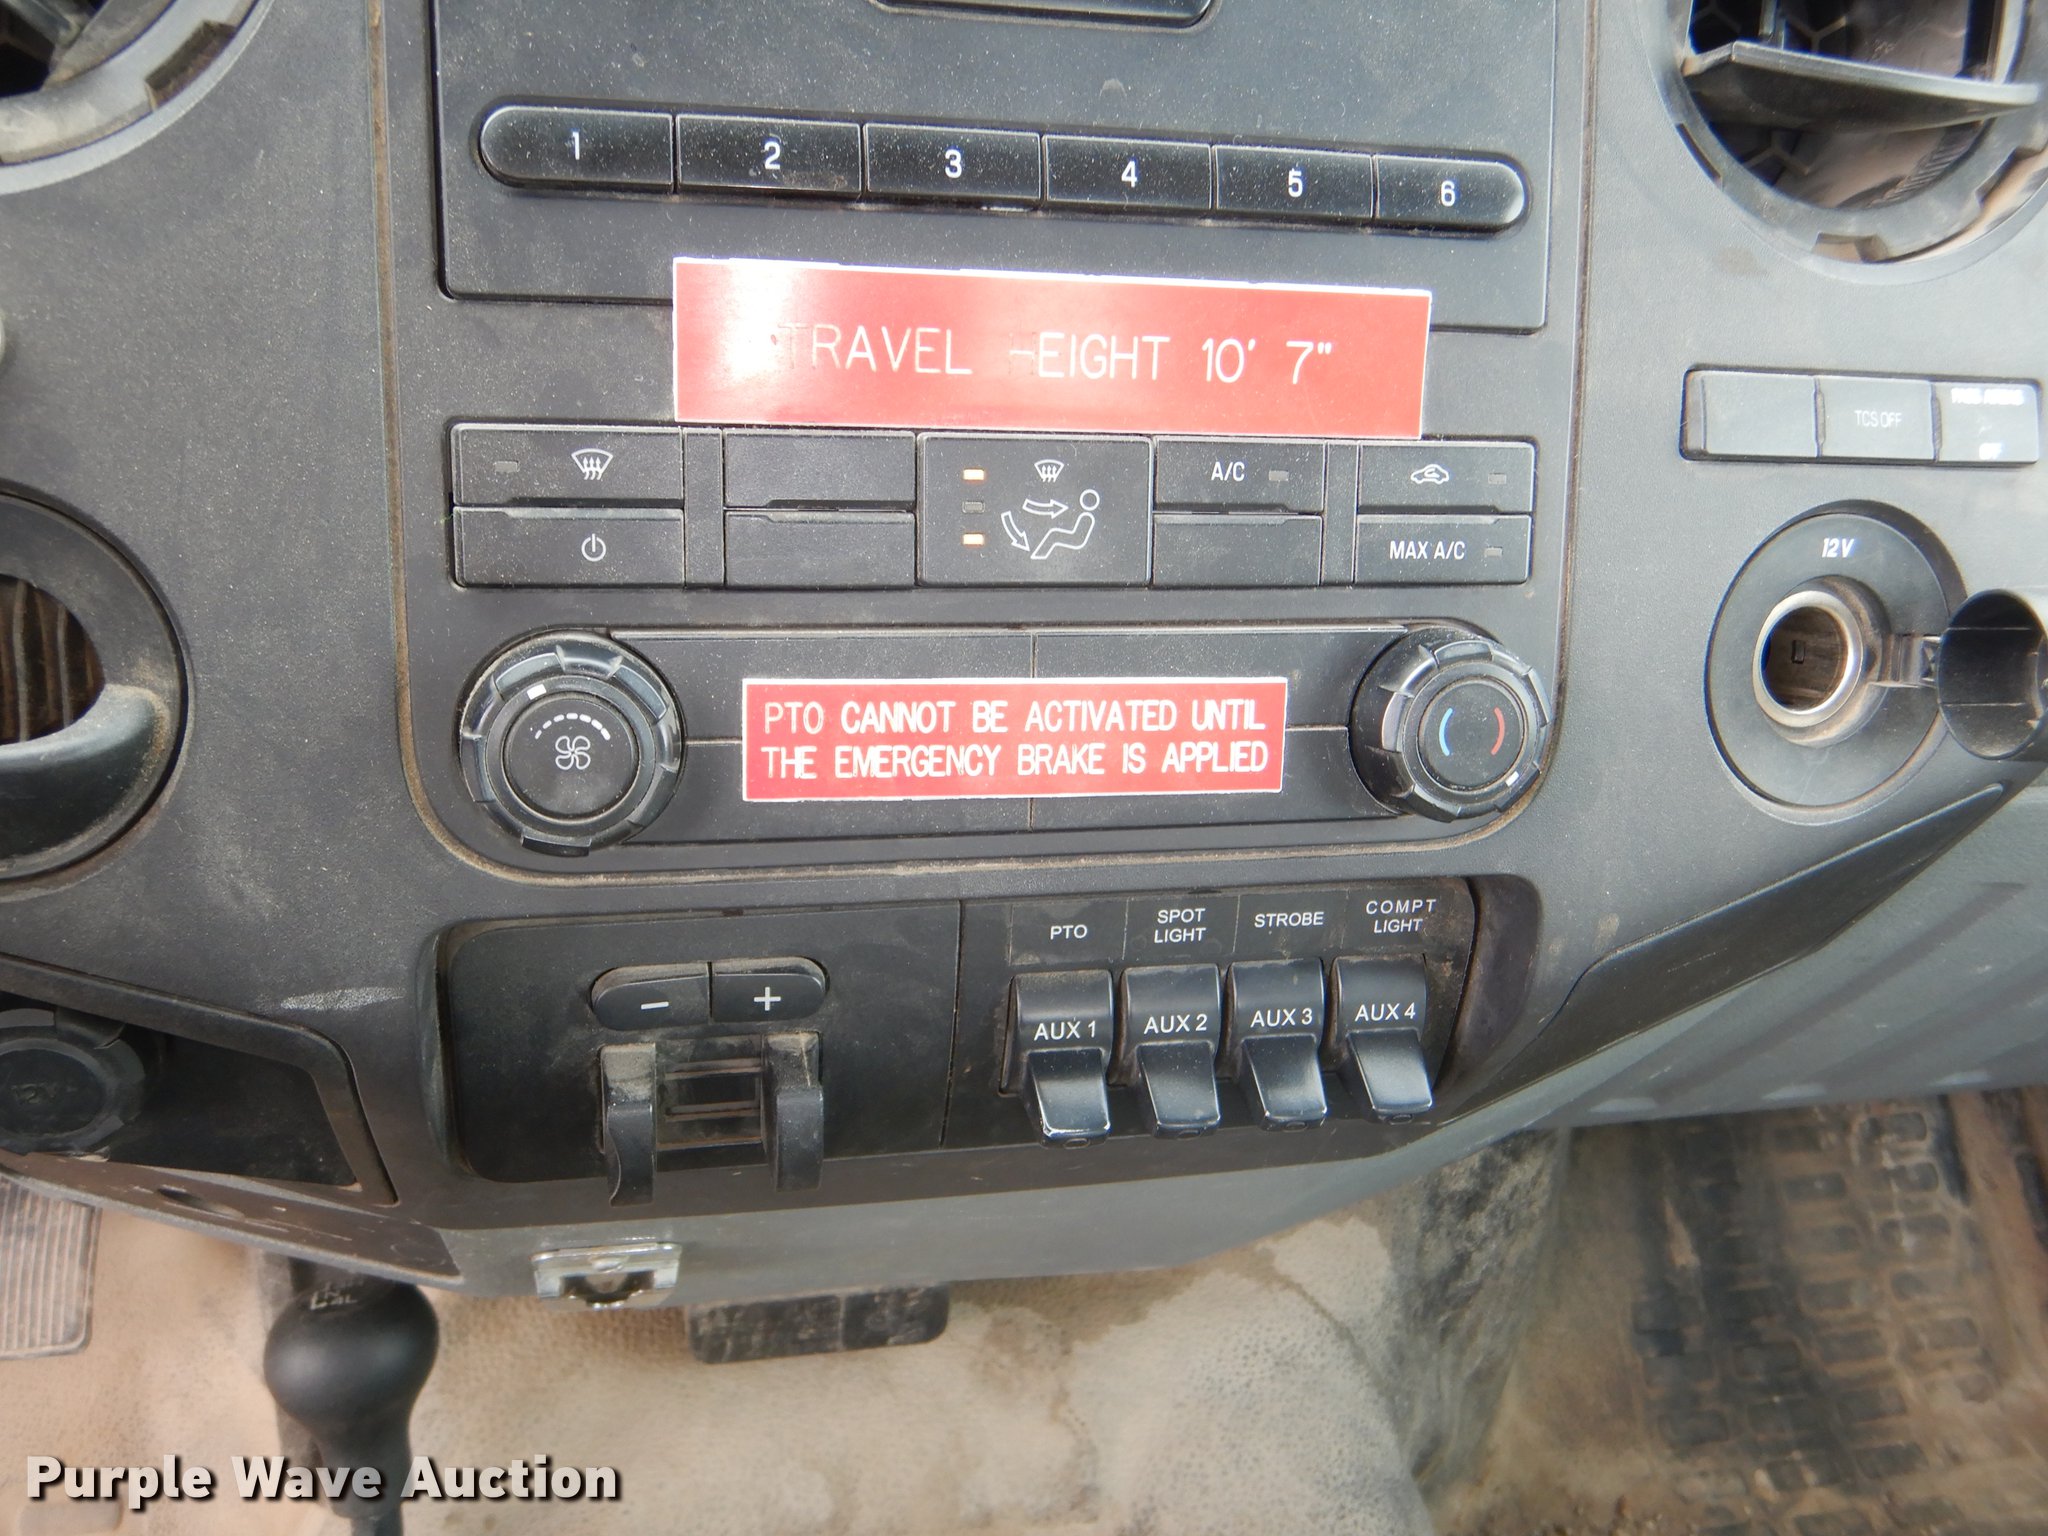 1 2 3 4 5 6
TRAVEL HEIGHT 10' 7"
TCS OFF
OFF
A/C
MAX A/C
12V
PTO CANNOT BE ACTIVATED UNTIL
THE EMERGENCY BRAKE IS APPLIED
PTO
SPOT
LIGHT
STROBE
COMPT
LIGHT
- +
AUX 1 AUX 2 AUX 3 AUX 4
Purple Wave Auction